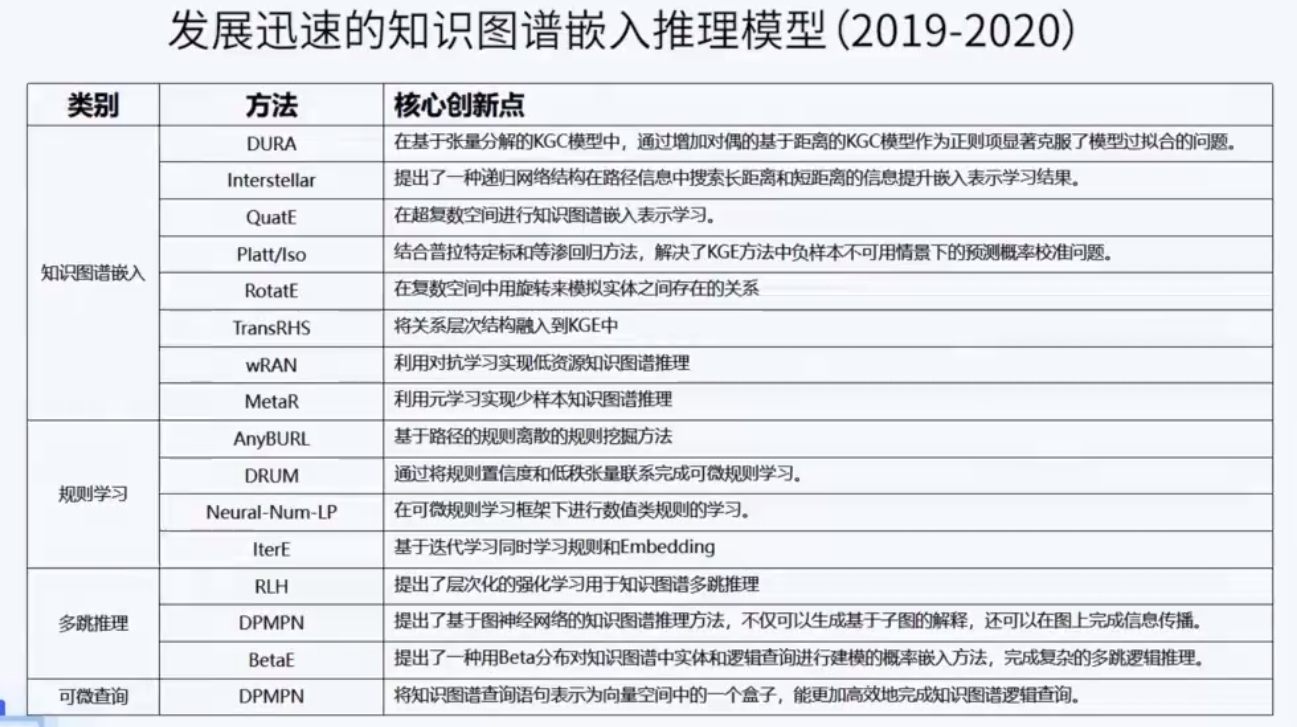 发展迅速的知识图谱嵌入推理模型(2019-2020)
类别 方法 核心创新点
知识图谱嵌入
DURA 在基于张量分解的KGC模型中，通过增加对偶的基于距离的KGC模型作为正则项显著克服了模型过拟合的问题。
Interstellar 提出了一种递归网络结构在路径信息中搜索长距离和短距离的信息提升嵌入表示学习结果。
QuatE 在超复数空间进行知识图谱嵌入表示学习。
Platt/Iso 结合普拉特定标和等渗回归方法，解决了KGE方法中负样本不可用情景下的预测概率校准问题。
RotatE 在复数空间中用旋转来模拟实体之间存在的关系
TransRHS 将关系层次结构融入到KGE中
wRAN 利用对抗学习实现低资源知识图谱推理
MetaR 利用元学习实现少样本知识图谱推理
规则学习
AnyBURL 基于路径的规则离散的规则挖掘方法
DRUM 通过将规则置信度和低秩张量联系完成可微规则学习。
Neural-Num-LP 在可微规则学习框架下进行数值类规则的学习。
IterE 基于迭代学习同时学习规则和Embedding
多跳推理
RLH 提出了层次化的强化学习用于知识图谱多跳推理
DPMPN 提出了基于图神经网络的知识图谱推理方法，不仅可以生成基于子图的解释，还可以在图上完成信息传播。
BetaE 提出了一种用Beta分布对知识图谱中实体和逻辑查询进行建模的概率嵌入方法，完成复杂的多跳逻辑推理。
可微查询 DPMPN 将知识图谱查询语句表示为向量空间中的一个盒子，能更加高效地完成知识图谱逻辑查询。